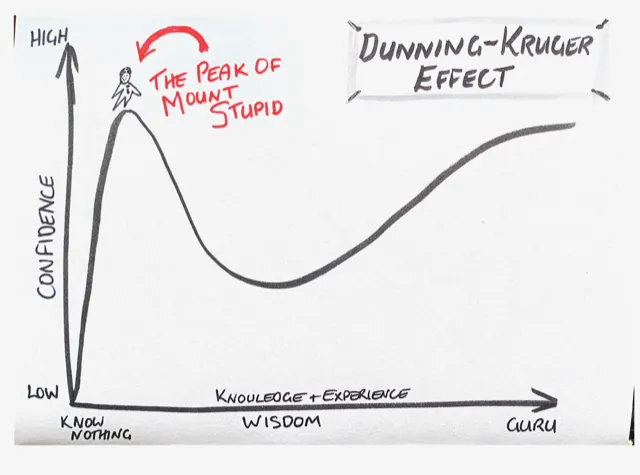 HIGH
DUNNING-KRUGER
EFFECT
THE PEAK OF
MOUNT
STUPID
CONFIDENCE
LOW
KNOWLEDGE + EXPERIENCE
KNOW
NOTHING
WISDOM
GURU